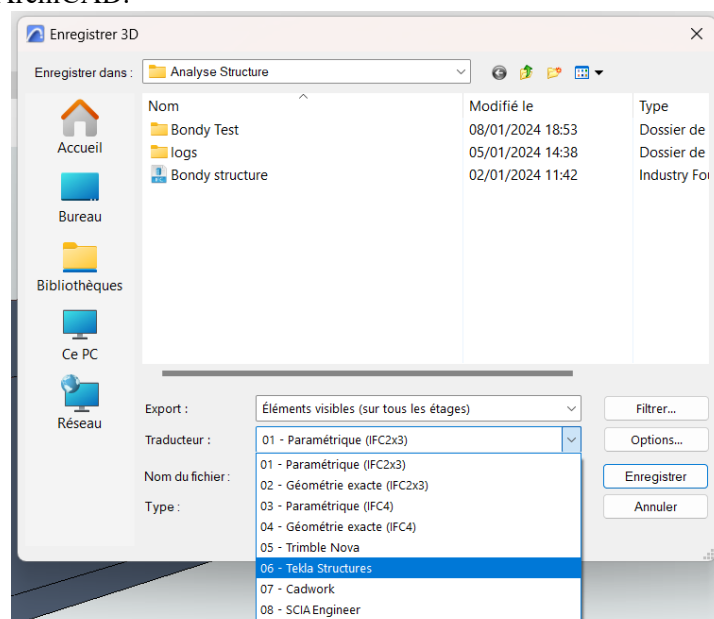 ArchiCAD.
Enregistrer 3D
Enregistrer dans : Analyse Structure
Nom Modifié le Type
Bondy Test 08/01/2024 18:53 Dossier de
logs 05/01/2024 14:38 Dossier de
Bondy structure 02/01/2024 11:42 Industry Fou
Accueil
Bureau
Bibliothèques
Ce PC
Réseau
Export : Éléments visibles (sur tous les étages) Filtrer...
Traducteur : 01 - Paramétrique (IFC2x3) Options...
Nom du fichier : Enregistrer
Type : Annuler
01 - Paramétrique (IFC2x3)
02 - Géométrie exacte (IFC2x3)
03 - Paramétrique (IFC4)
04 - Géométrie exacte (IFC4)
05 - Trimble Nova
06 - Tekla Structures
07 - Cadwork
08 - SCIA Engineer